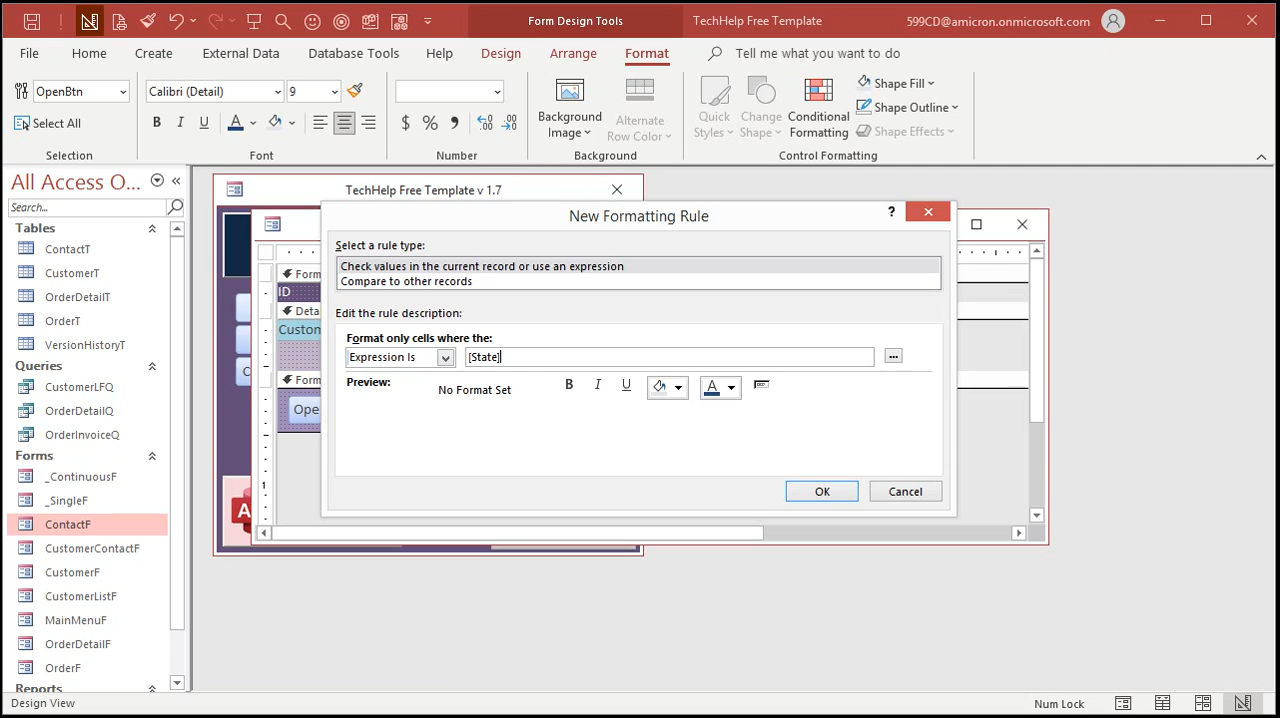 Form Design Tools
TechHelp Free Template
599CD@amicron.onmicrosoft.com
File
Home
Create
External Data
Database Tools
Help
Design
Arrange
Format
Tell me what you want to do
OpenBtn
Select All
Selection
Calibri (Detail)
9
B I U A
Font
$ % 9
Number
Background
Image
Alternate
Row Color
Background
Quick
Styles
Change
Shape
Conditional
Formatting
Shape Fill
Shape Outline
Shape Effects
Control Formatting
All Access O...
Search...
Tables
ContactT
CustomerT
OrderDetailT
OrderT
VersionHistoryT
Queries
CustomerLFQ
OrderDetailQ
OrderInvoiceQ
Forms
_ContinuousF
_SingleF
ContactF
CustomerContactF
CustomerF
CustomerListF
MainMenuF
OrderDetailF
OrderF
Reports
TechHelp Free Template v 1.7
C
A
Form
ID
Deta
Custom
Form
Ope
1
New Formatting Rule
?
Select a rule type:
Check values in the current record or use an expression
Compare to other records
Edit the rule description:
Format only cells where the:
Expression Is
[State]
...
Preview:
No Format Set
B I U A
OK
Cancel
Design View
Num Lock